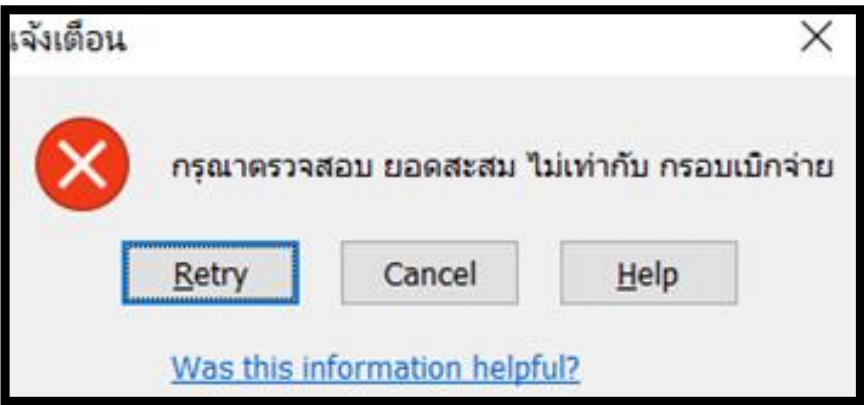 แจ้งเตือน
กรุณาตรวจสอบ ยอดสะสม ไม่เท่ากับ กรอบเบิกจ่าย
Retry Cancel Help
Was this information helpful?